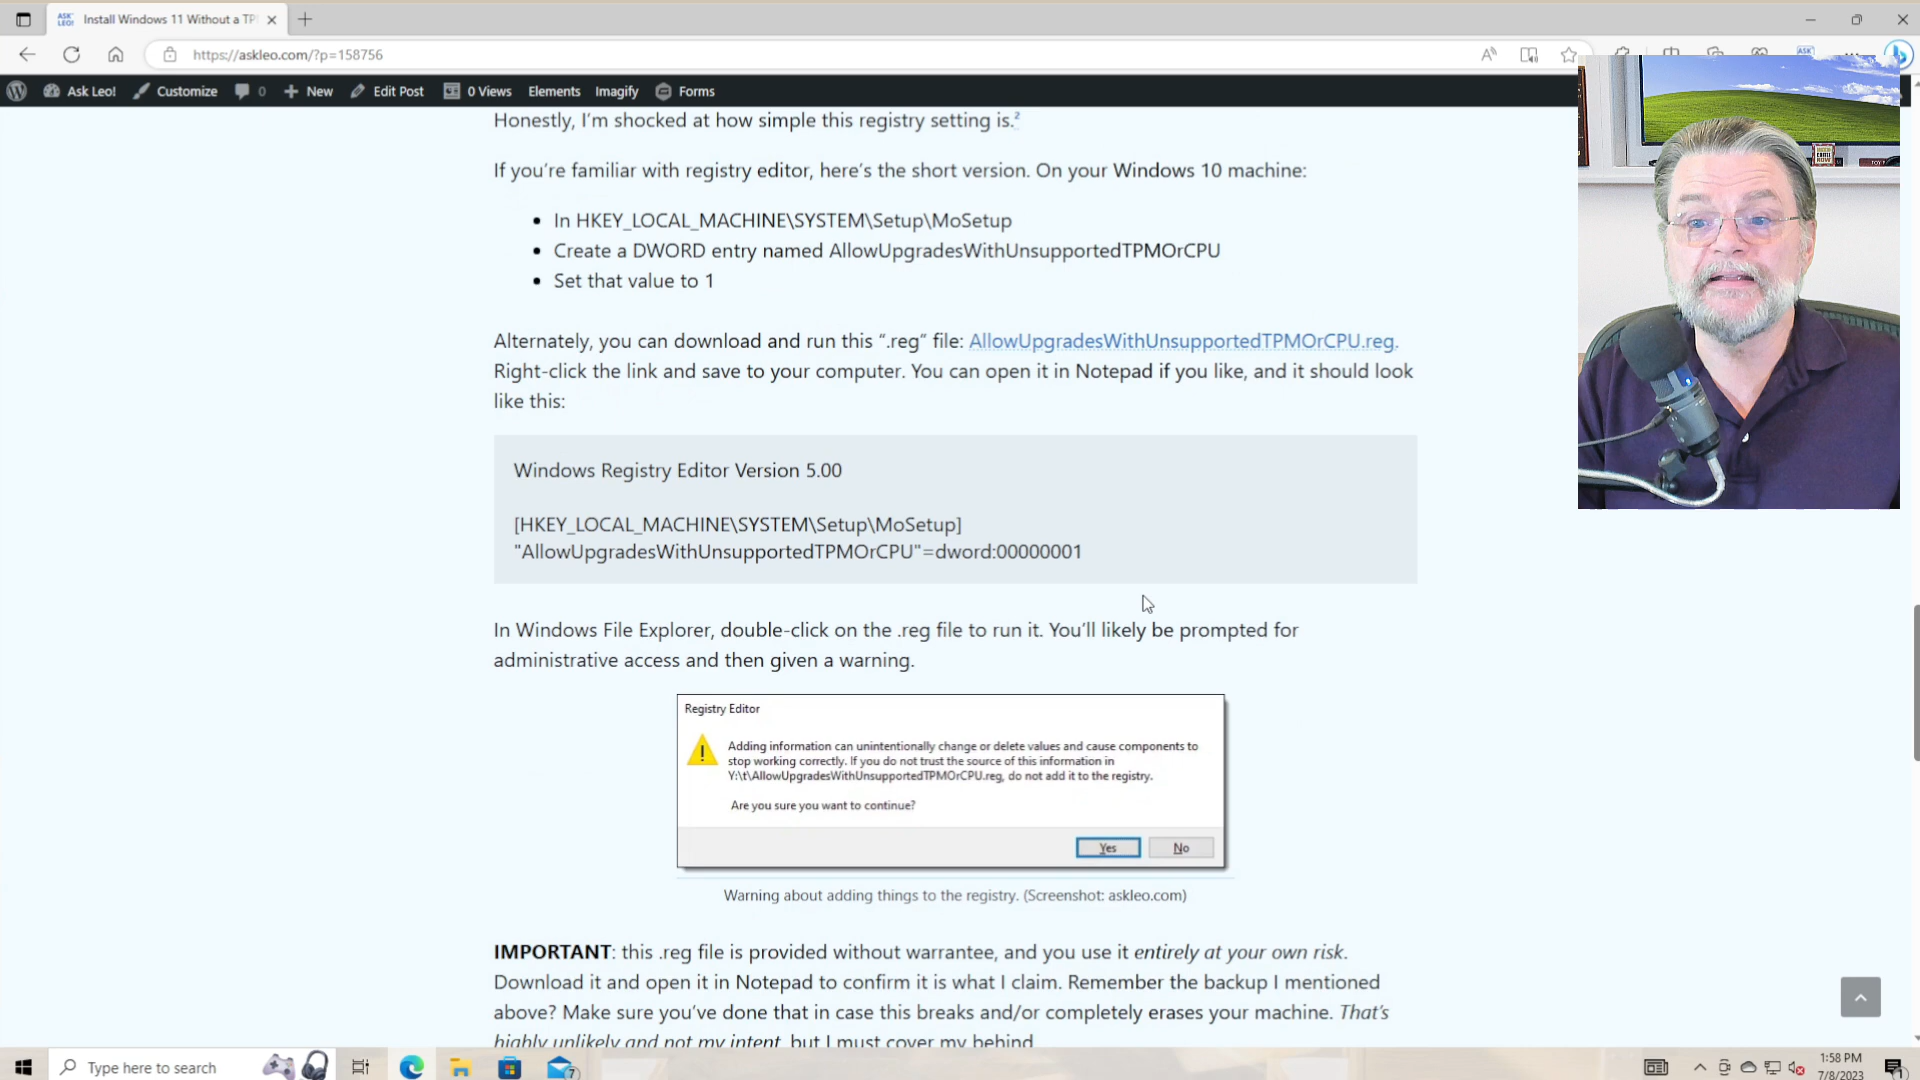 ASK LEO!
Install Windows 11 Without a TP
https://askleo.com/?p=158756
ASK
Ask Leo!
Customize
0
New
Edit Post
0 Views
Elements
Imagify
Forms
Honestly, I'm shocked at how simple this registry setting is.²
If you're familiar with registry editor, here's the short version. On your Windows 10 machine:
• In HKEY_LOCAL_MACHINE\SYSTEM\Setup\MoSetup
• Create a DWORD entry named AllowUpgradesWithUnsupportedTPMOrCPU
• Set that value to 1
Alternately, you can download and run this ".reg" file: AllowUpgradesWithUnsupportedTPMOrCPU.reg.
Right-click the link and save to your computer. You can open it in Notepad if you like, and it should look
like this:
Windows Registry Editor Version 5.00
[HKEY_LOCAL_MACHINE\SYSTEM\Setup\MoSetup]
"AllowUpgradesWithUnsupportedTPMOrCPU"=dword:00000001
In Windows File Explorer, double-click on the .reg file to run it. You'll likely be prompted for
administrative access and then given a warning.
Registry Editor
Adding information can unintentionally change or delete values and cause components to
stop working correctly. If you do not trust the source of this information in
Y:\t\AllowUpgradesWithUnsupportedTPMOrCPU.reg, do not add it to the registry.
Are you sure you want to continue?
Yes
No
Warning about adding things to the registry. (Screenshot: askleo.com)
IMPORTANT: this .reg file is provided without warrantee, and you use it entirely at your own risk.
Download it and open it in Notepad to confirm it is what I claim. Remember the backup I mentioned
above? Make sure you've done that in case this breaks and/or completely erases your machine. That's
highly unlikely and not my intent, but I must cover my behind.
Type here to search
7
1:58 PM
7/8/2023
1